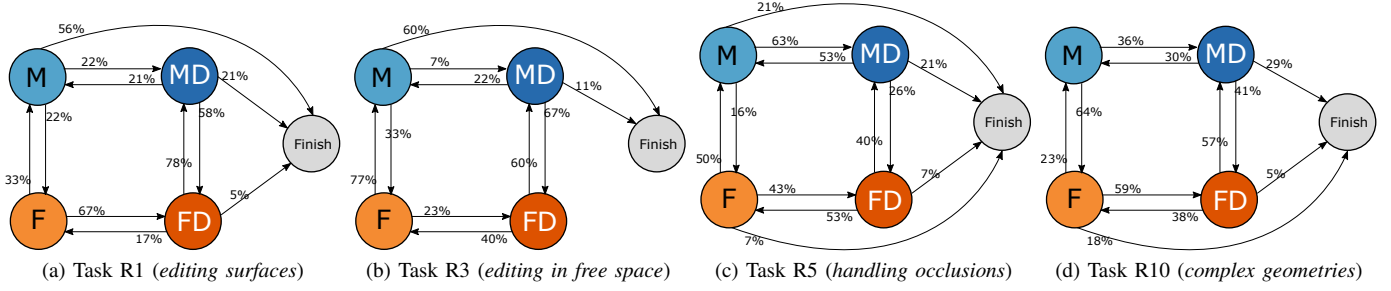 56%
M
22%
21%
MD
21%
22%
58%
Finish
33%
78%
5%
F
67%
17%
FD
(a) Task R1 (editing surfaces)
60%
M
7%
22%
MD
11%
33%
67%
Finish
77%
60%
F
23%
40%
FD
(b) Task R3 (editing in free space)
21%
M
63%
53%
MD
21%
16%
26%
Finish
50%
40%
7%
F
43%
53%
FD
7%
(c) Task R5 (handling occlusions)
M
36%
30%
MD
29%
64%
41%
Finish
23%
57%
5%
F
59%
38%
FD
18%
(d) Task R10 (complex geometries)